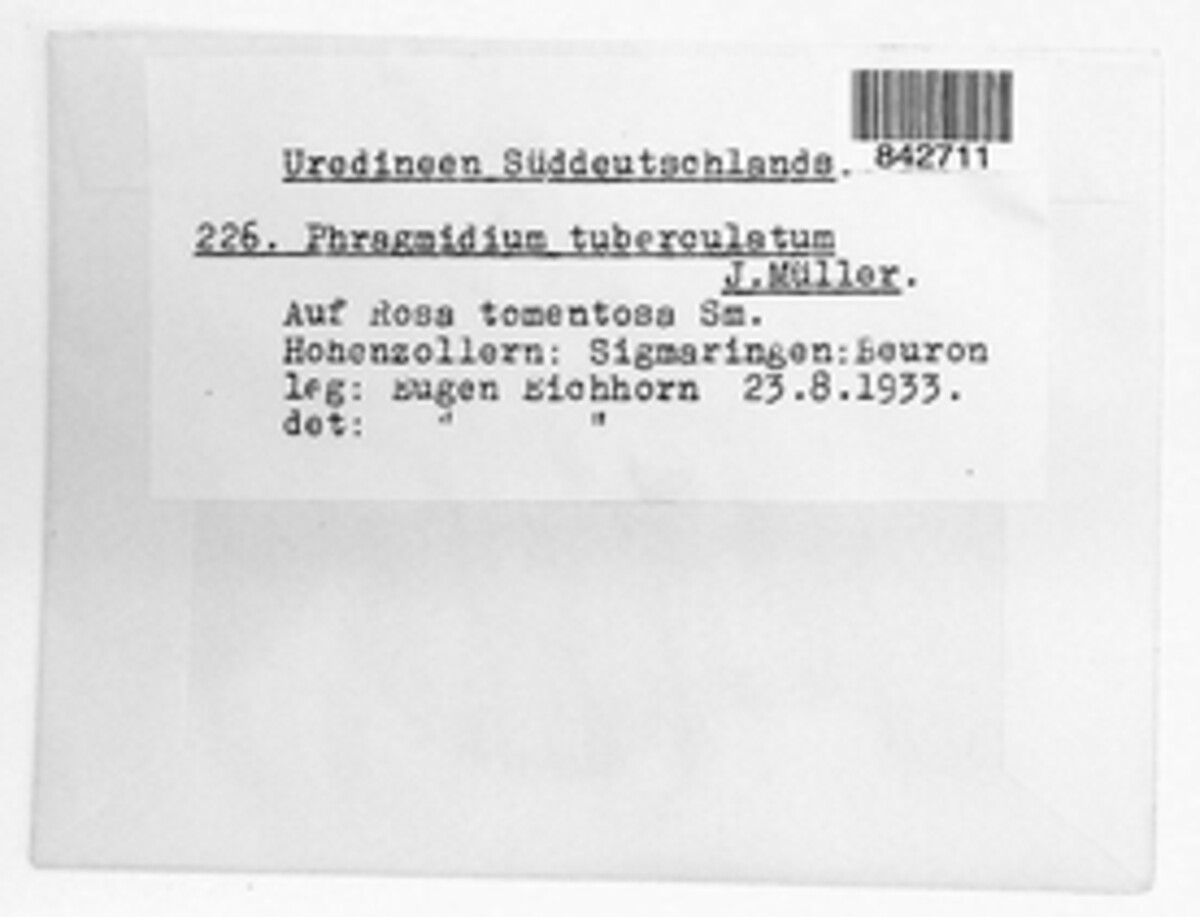 842711
Uredineen Süddeutschlands.
226. Phragmidium tuberculatum
J.Müller.
Auf Rosa tomentosa Sm.
Hohenzollern: Sigmaringen:Beuron
leg: Eugen Eichhorn 23.8.1933.
det: " "